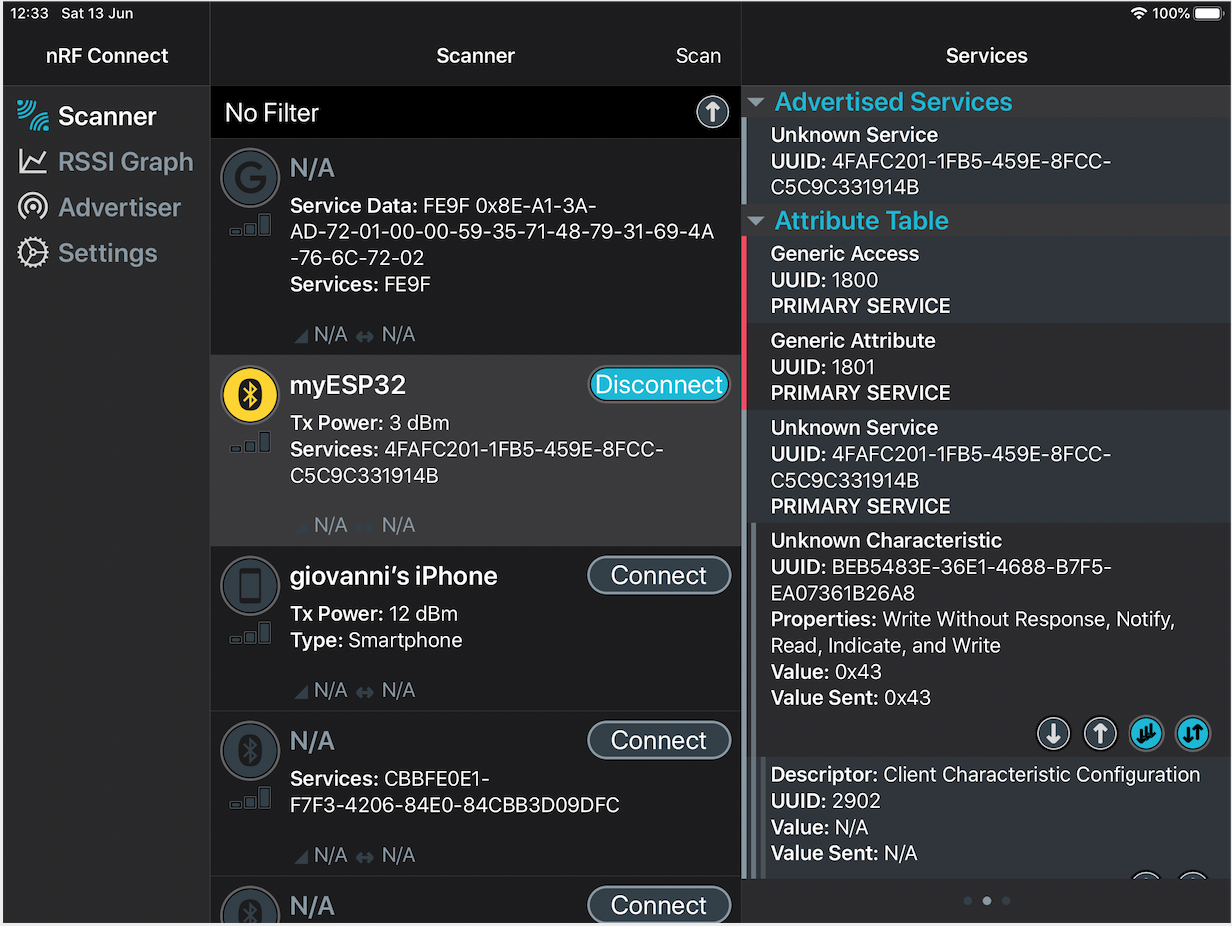 12:33 Sat 13 Jun
100%
nRF Connect
Scanner
RSSI Graph
Advertiser
Settings
Scanner
Scan
No Filter
N/A
Service Data: FE9F 0x8E-A1-3A-
AD-72-01-00-00-59-35-71-48-79-31-69-4A
-76-6C-72-02
Services: FE9F
N/A N/A
myESP32
Disconnect
Tx Power: 3 dBm
Services: 4FAFC201-1FB5-459E-8FCC-
C5C9C331914B
N/A N/A
giovanni’s iPhone
Connect
Tx Power: 12 dBm
Type: Smartphone
N/A N/A
N/A
Connect
Services: CBBFE0E1-
F7F3-4206-84E0-84CBB3D09DFC
N/A N/A
N/A
Connect
Services
Advertised Services
Unknown Service
UUID: 4FAFC201-1FB5-459E-8FCC-
C5C9C331914B
Attribute Table
Generic Access
UUID: 1800
PRIMARY SERVICE
Generic Attribute
UUID: 1801
PRIMARY SERVICE
Unknown Service
UUID: 4FAFC201-1FB5-459E-8FCC-
C5C9C331914B
PRIMARY SERVICE
Unknown Characteristic
UUID: BEB5483E-36E1-4688-B7F5-
EA07361B26A8
Properties: Write Without Response, Notify,
Read, Indicate, and Write
Value: 0x43
Value Sent: 0x43
Descriptor: Client Characteristic Configuration
UUID: 2902
Value: N/A
Value Sent: N/A